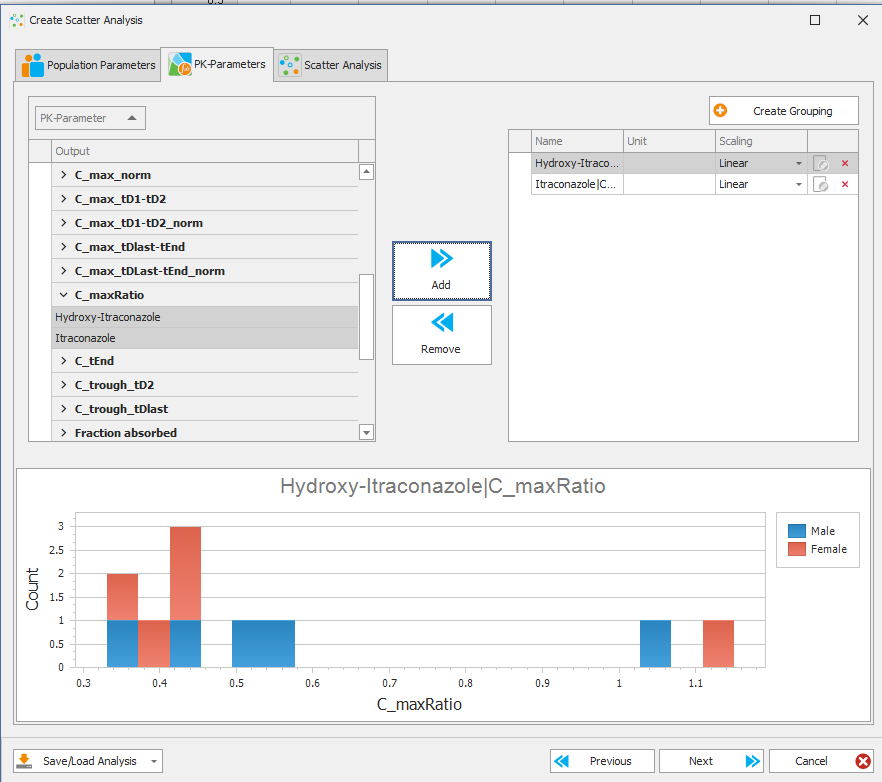 0.5
Create Scatter Analysis
Population Parameters
PK-Parameters
Scatter Analysis
PK-Parameter
Output
C_max_norm
C_max_tD1-tD2
C_max_tD1-tD2_norm
C_max_tDlast-tEnd
C_max_tDLast-tEnd_norm
C_maxRatio
Hydroxy-Itraconazole
Itraconazole
C_tEnd
C_trough_tD2
C_trough_tDlast
Fraction absorbed
Add
Remove
Create Grouping
Name Unit Scaling
Hydroxy-Itraco... Linear
Itraconazole|C... Linear
Hydroxy-Itraconazole|C_maxRatio
Count
3
2.5
2
1.5
1
0.5
0
0.3 0.4 0.5 0.6 0.7 0.8 0.9 1 1.1
C_maxRatio
Male
Female
Save/Load Analysis
Previous
Next
Cancel